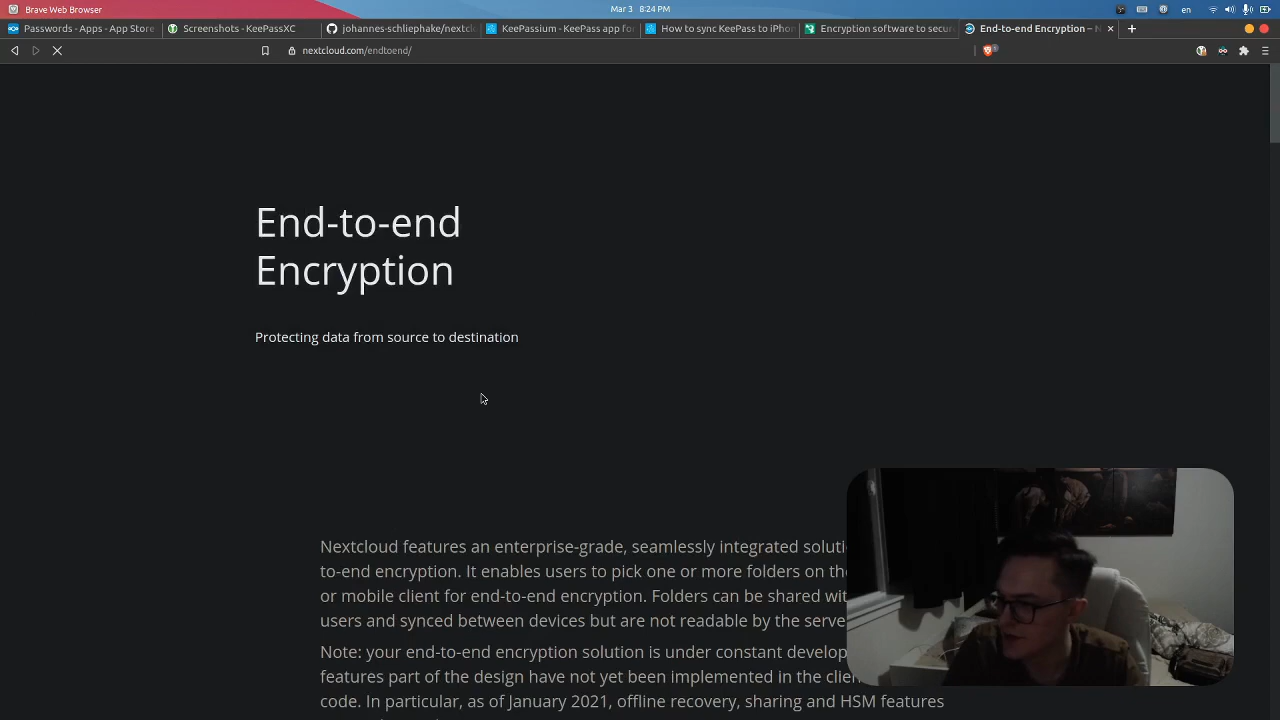 Brave Web Browser
Mar 3 8:24 PM
en
Passwords - Apps - App Store
Screenshots - KeePassXC
johannes-schliephake/nextcl
KeePassium - KeePass app for
How to sync KeePass to iPhon
Encryption software to secur
End-to-end Encryption – N
nextcloud.com/endtoend/
End-to-end
Encryption
Protecting data from source to destination
Nextcloud features an enterprise-grade, seamlessly integrated soluti
to-end encryption. It enables users to pick one or more folders on the
or mobile client for end-to-end encryption. Folders can be shared wit
users and synced between devices but are not readable by the serve
Note: your end-to-end encryption solution is under constant develop
features part of the design have not yet been implemented in the clien
code. In particular, as of January 2021, offline recovery, sharing and HSM features